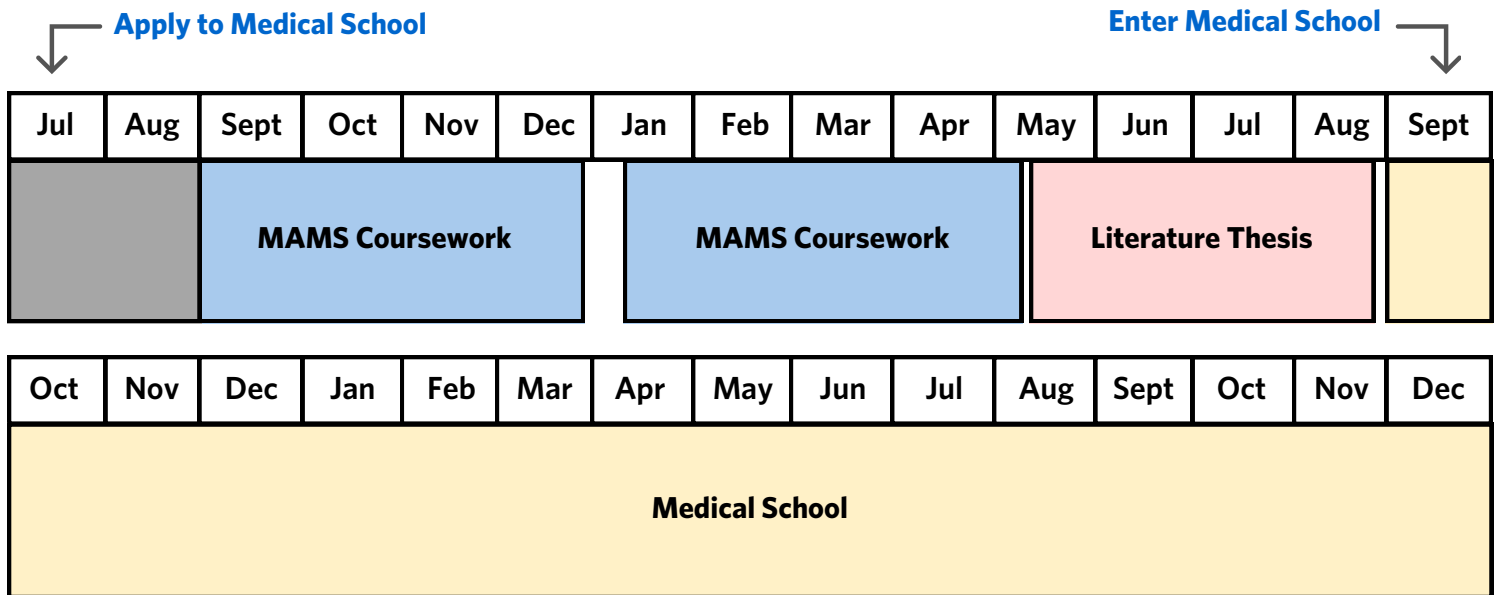 Apply to Medical School
Enter Medical School
Jul Aug Sept Oct Nov Dec Jan Feb Mar Apr May Jun Jul Aug Sept
MAMS Coursework MAMS Coursework Literature Thesis
Oct Nov Dec Jan Feb Mar Apr May Jun Jul Aug Sept Oct Nov Dec
Medical School